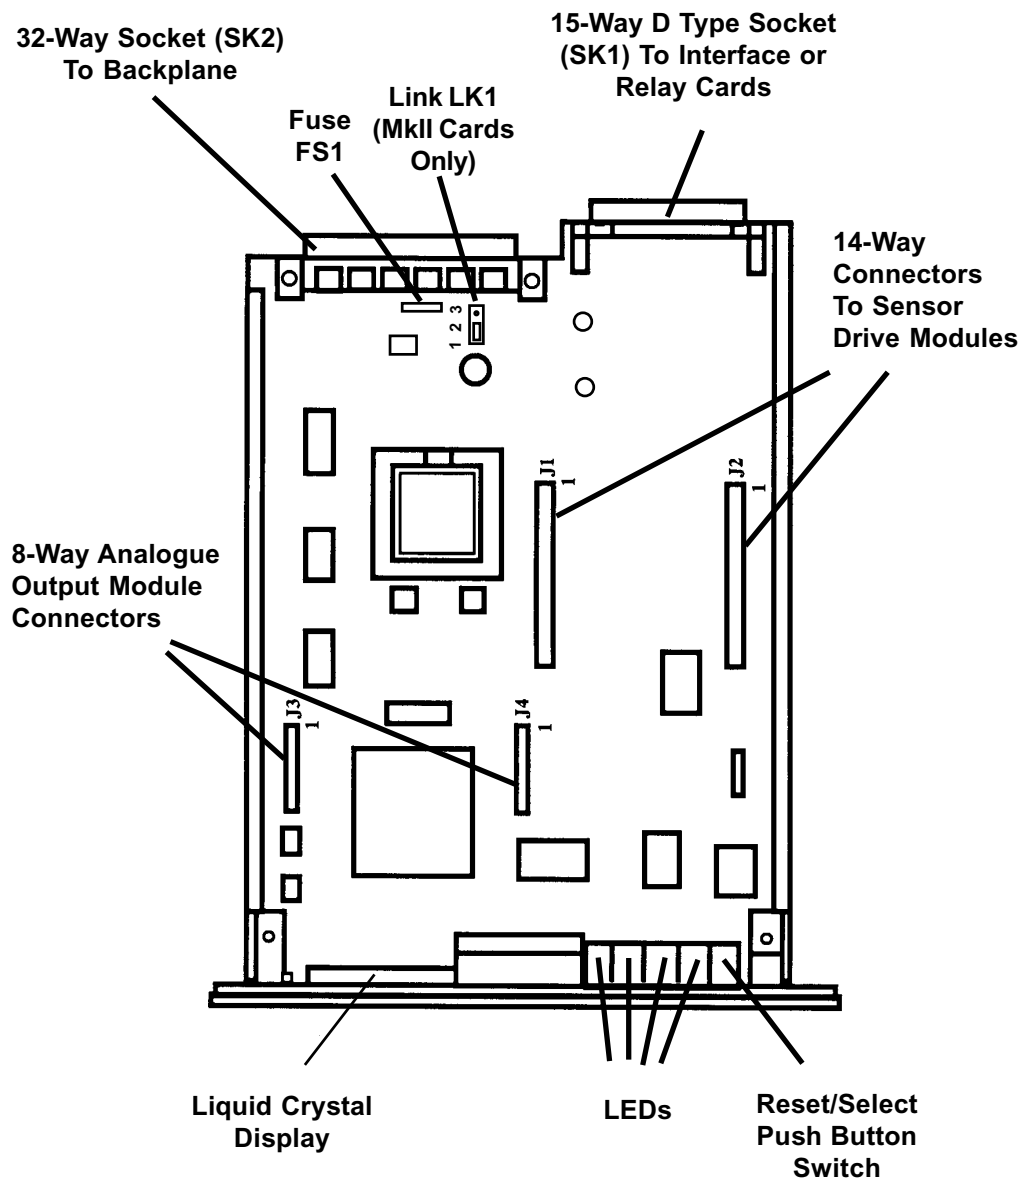 32-Way Socket (SK2)
To Backplane
15-Way D Type Socket
(SK1) To Interface or
Relay Cards
Link LK1
(MkII Cards
Only)
Fuse
FS1
14-Way
Connectors
To Sensor
Drive Modules
1 2 3
J1
1
J2
1
8-Way Analogue
Output Module
Connectors
J3
1
J4
1
Liquid Crystal
Display
LEDs
Reset/Select
Push Button
Switch